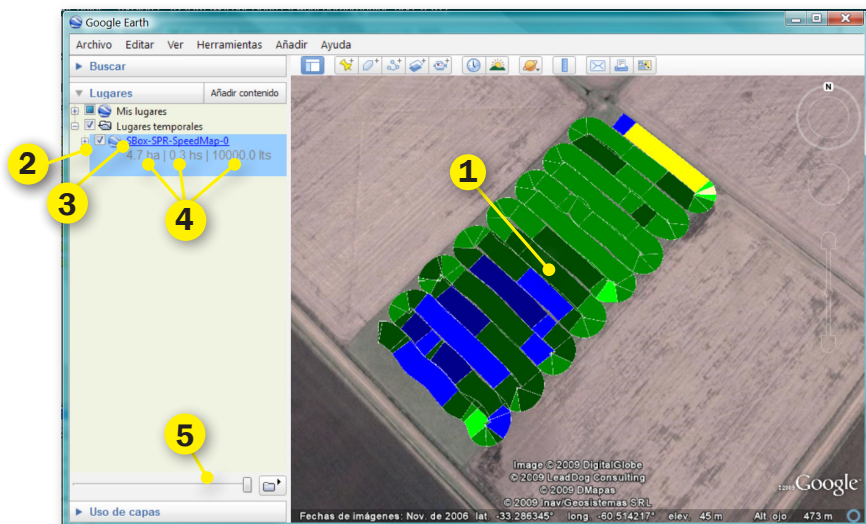 Google Earth
Archivo Editar Ver Herramientas Añadir Ayuda
Buscar
Lugares Añadir contenido
Mis lugares
Lugares temporales
SBox-SPR-SpeedMap-0
4.7 ha | 0.3 hs | 10000.0 lts
1
2
3
4
5
N
Image © 2009 DigitalGlobe
© 2009 LeadDog Consulting
© 2009 DMapas
© 2009 Inav/Geosistemas SRL
©2009 Google
Uso de capas
Fechas de imágenes: Nov. de 2006 lat. -33.286345° long. -60.514217° elev. 45 m Alt. ojo 473 m